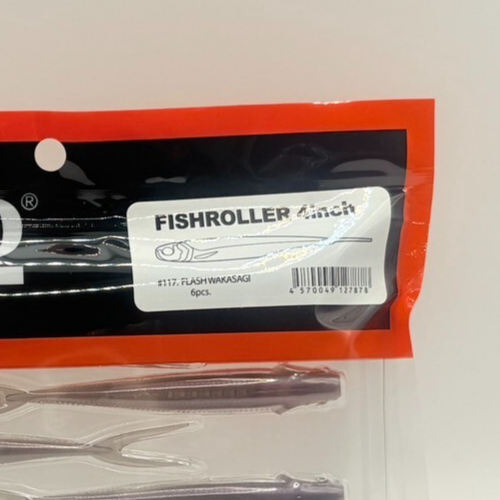 ®
FISHROLLER 4inch
#117. FLASH WAKASAGI
6pcs.
4 570049 127878